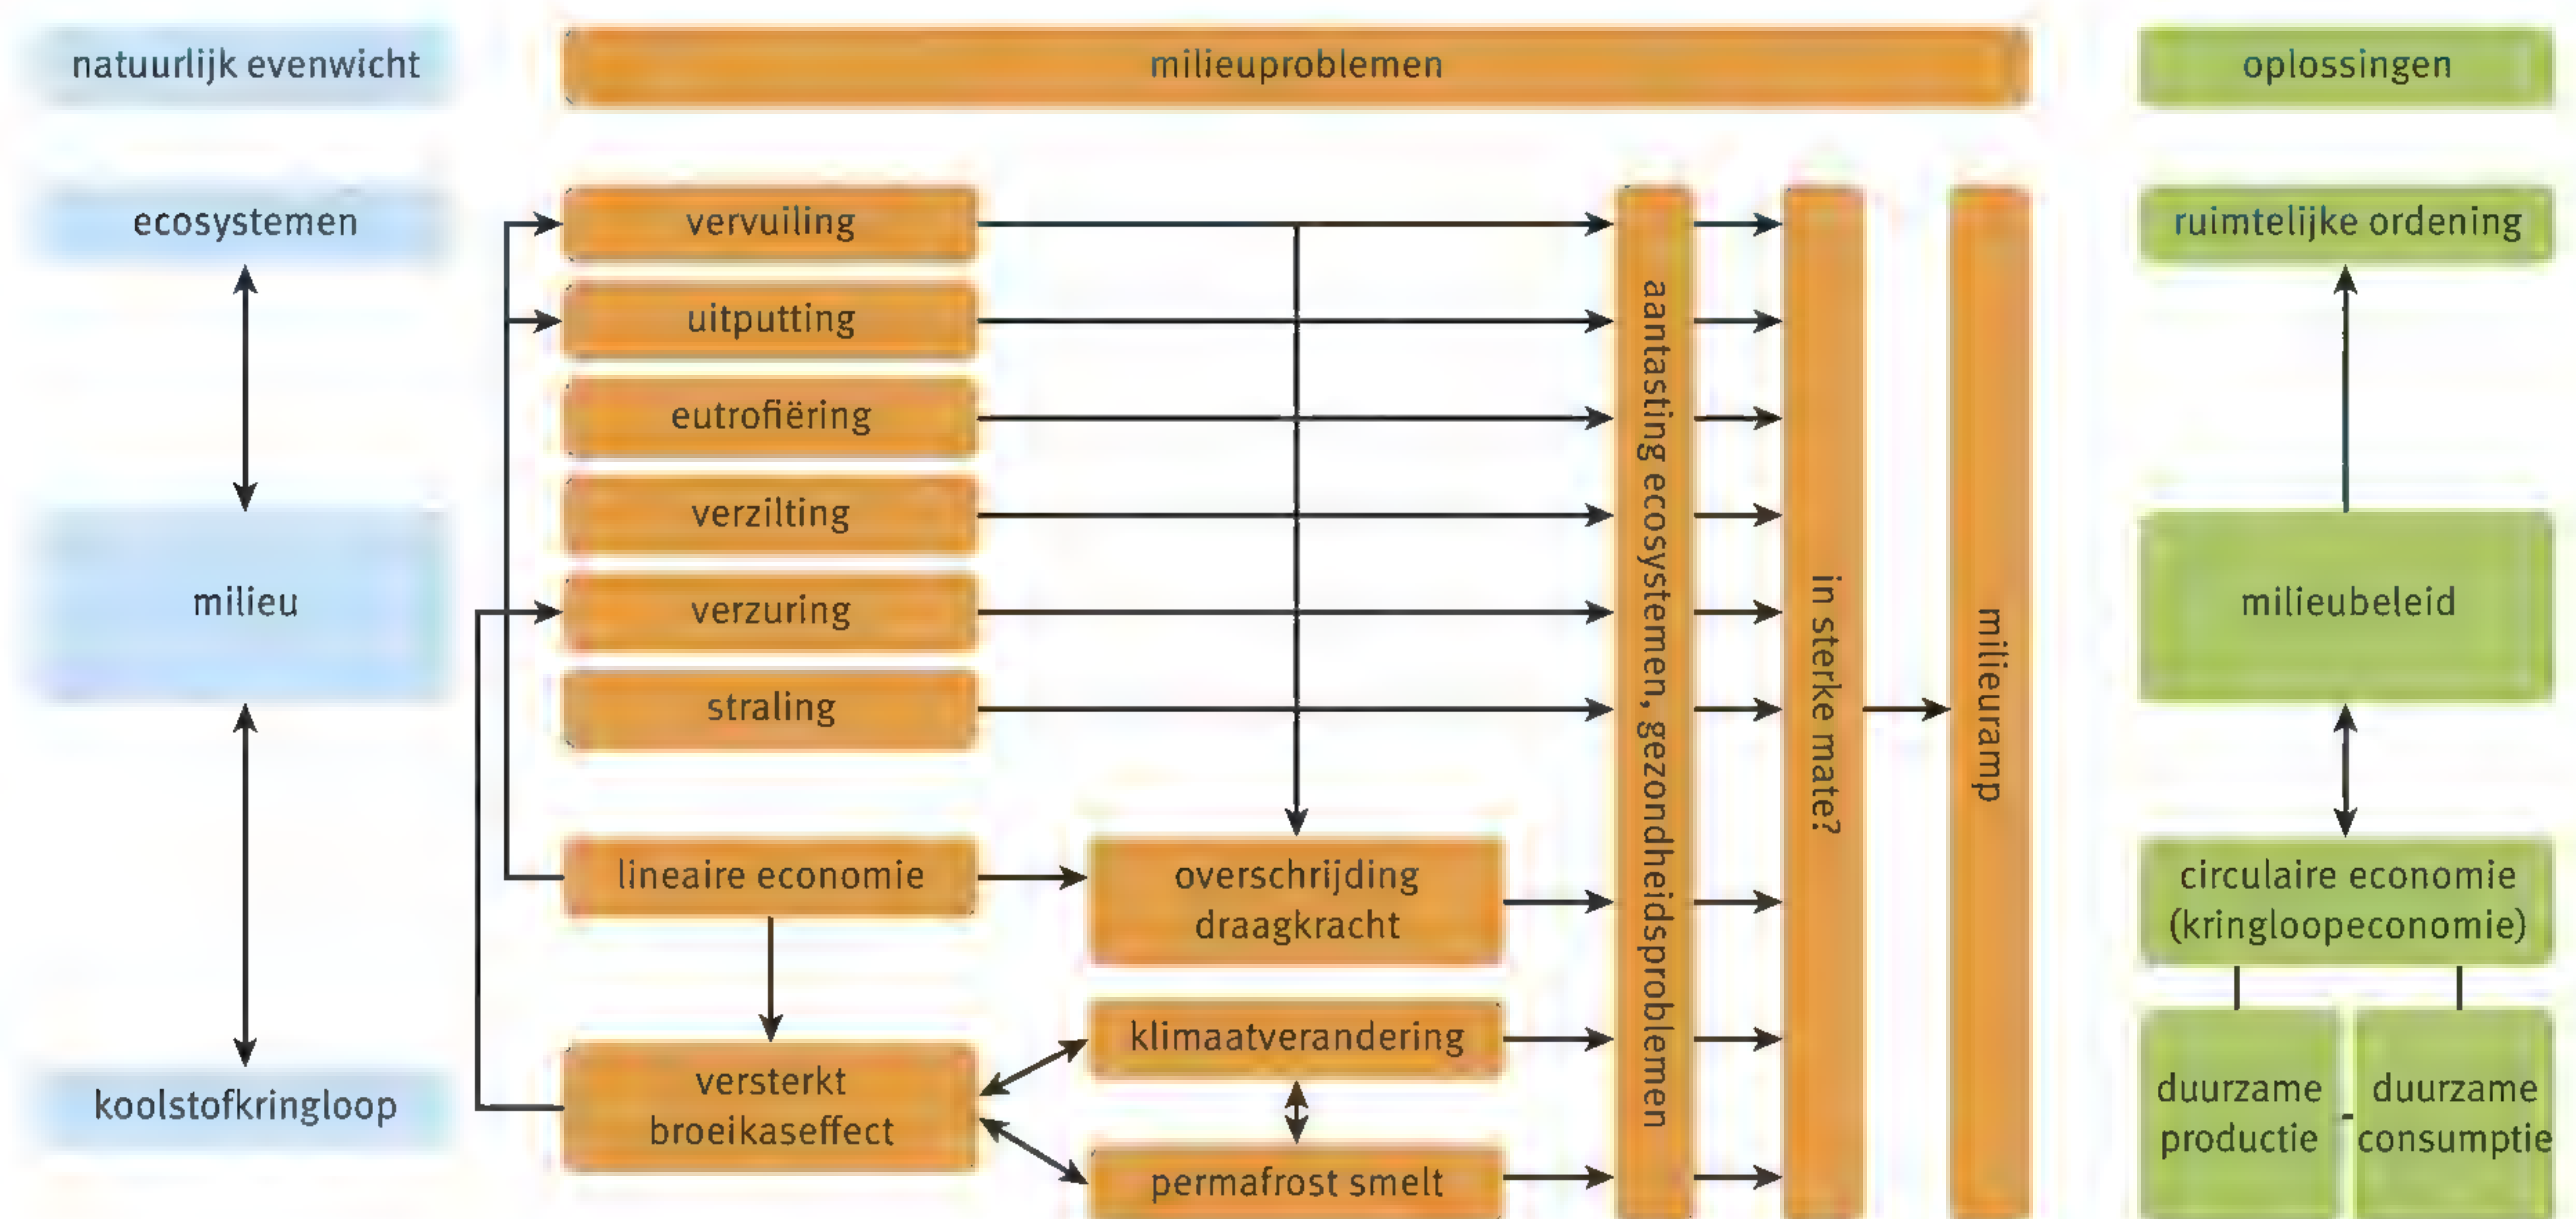 natuurlijk evenwicht
milieuproblemen
oplossingen
ecosystemen
milieu
koolstofkringloop
vervuiling
uitputting
eutrofiëring
verzilting
verzuring
straling
lineaire economie
versterkt
broeikaseffect
overschrijding
draagkracht
klimaatverandering
permafrost smelt
aantasting ecosystemen, gezondheidsproblemen
in sterke mate?
milieuramp
ruimtelijke ordening
milieubeleid
circulaire economie
(kringloopeconomie)
duurzame
productie
duurzame
consumptie